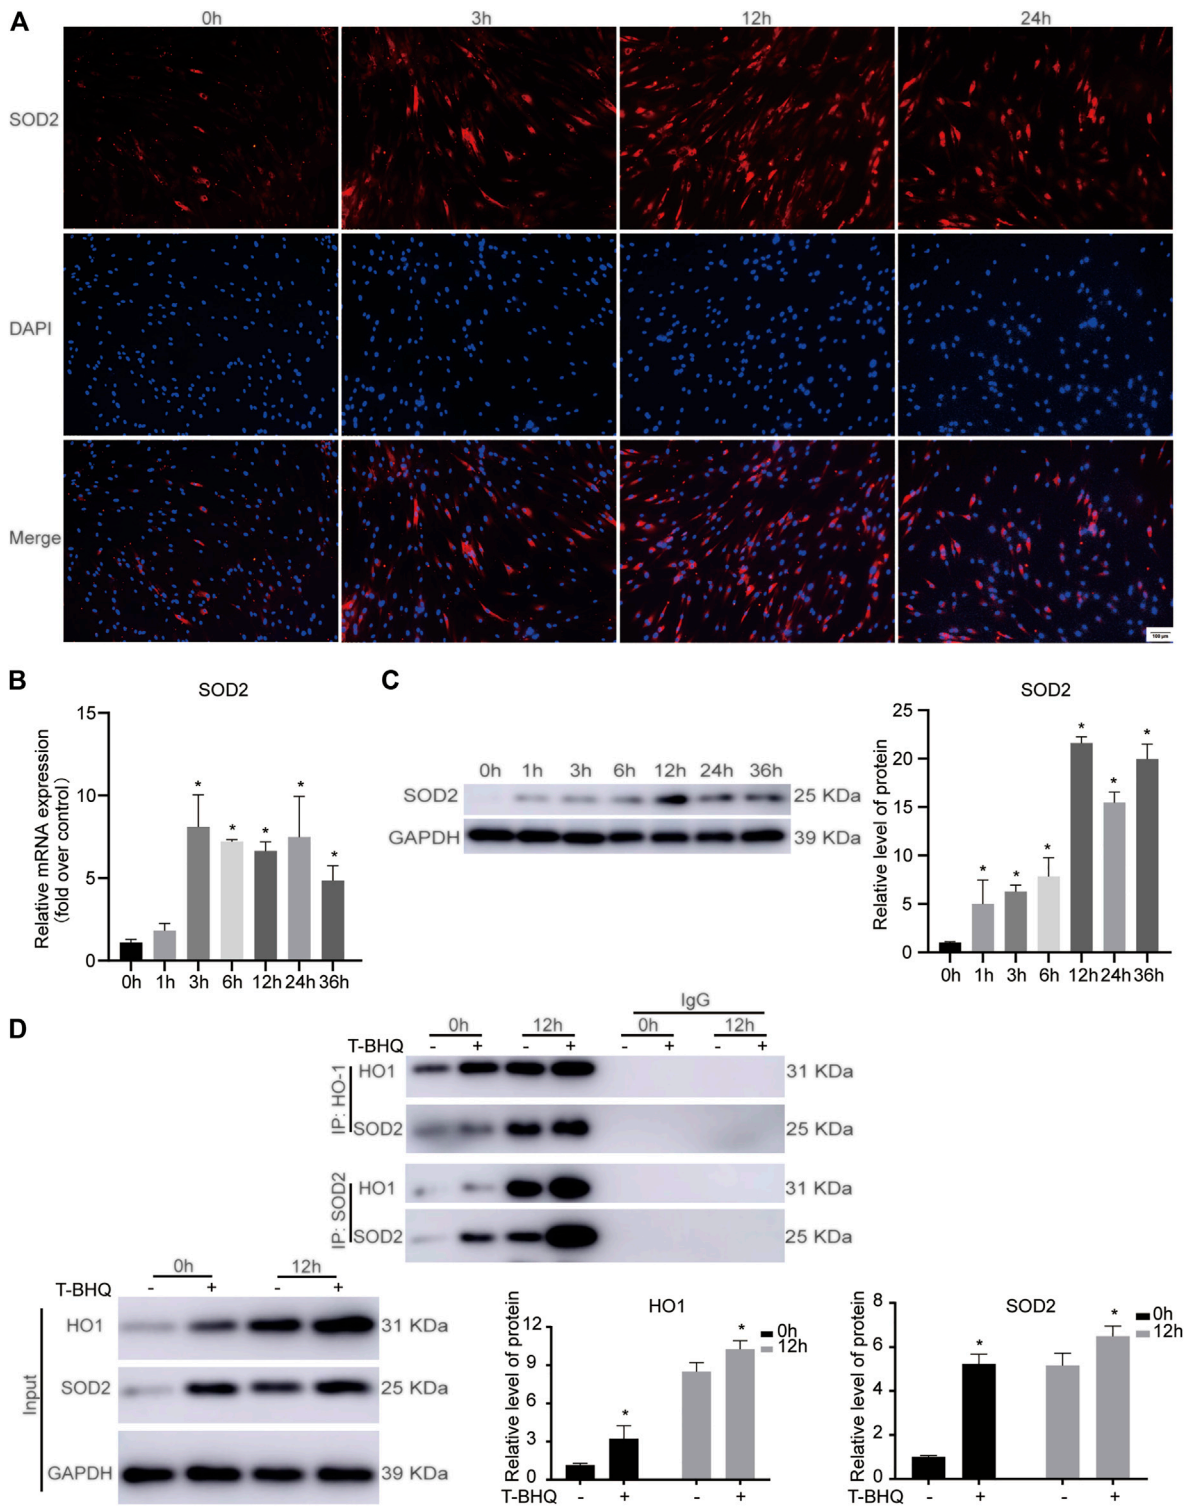 A
0h 3h 12h 24h
SOD2
DAPI
Merge
100 μm
B
SOD2
Relative mRNA expression
(fold over control)
15
10
5
0
* * * * *
0h 1h 3h 6h 12h 24h 36h
C
0h 1h 3h 6h 12h 24h 36h
SOD2 25 KDa
GAPDH 39 KDa
SOD2
Relative level of protein
25
20
15
10
5
0
* * * * * *
0h 1h 3h 6h 12h 24h 36h
D
IgG
0h 12h 0h 12h
T-BHQ - + - + - + - +
IP: HO-1
HO1 31 KDa
SOD2 25 KDa
IP: SOD2
HO1 31 KDa
SOD2 25 KDa
0h 12h
T-BHQ - + - +
Input
HO1 31 KDa
SOD2 25 KDa
GAPDH 39 KDa
HO1
Relative level of protein
12
9
6
3
0
* *
0h
12h
T-BHQ - + - +
SOD2
Relative level of protein
8
6
4
2
0
* *
0h
12h
T-BHQ - + - +